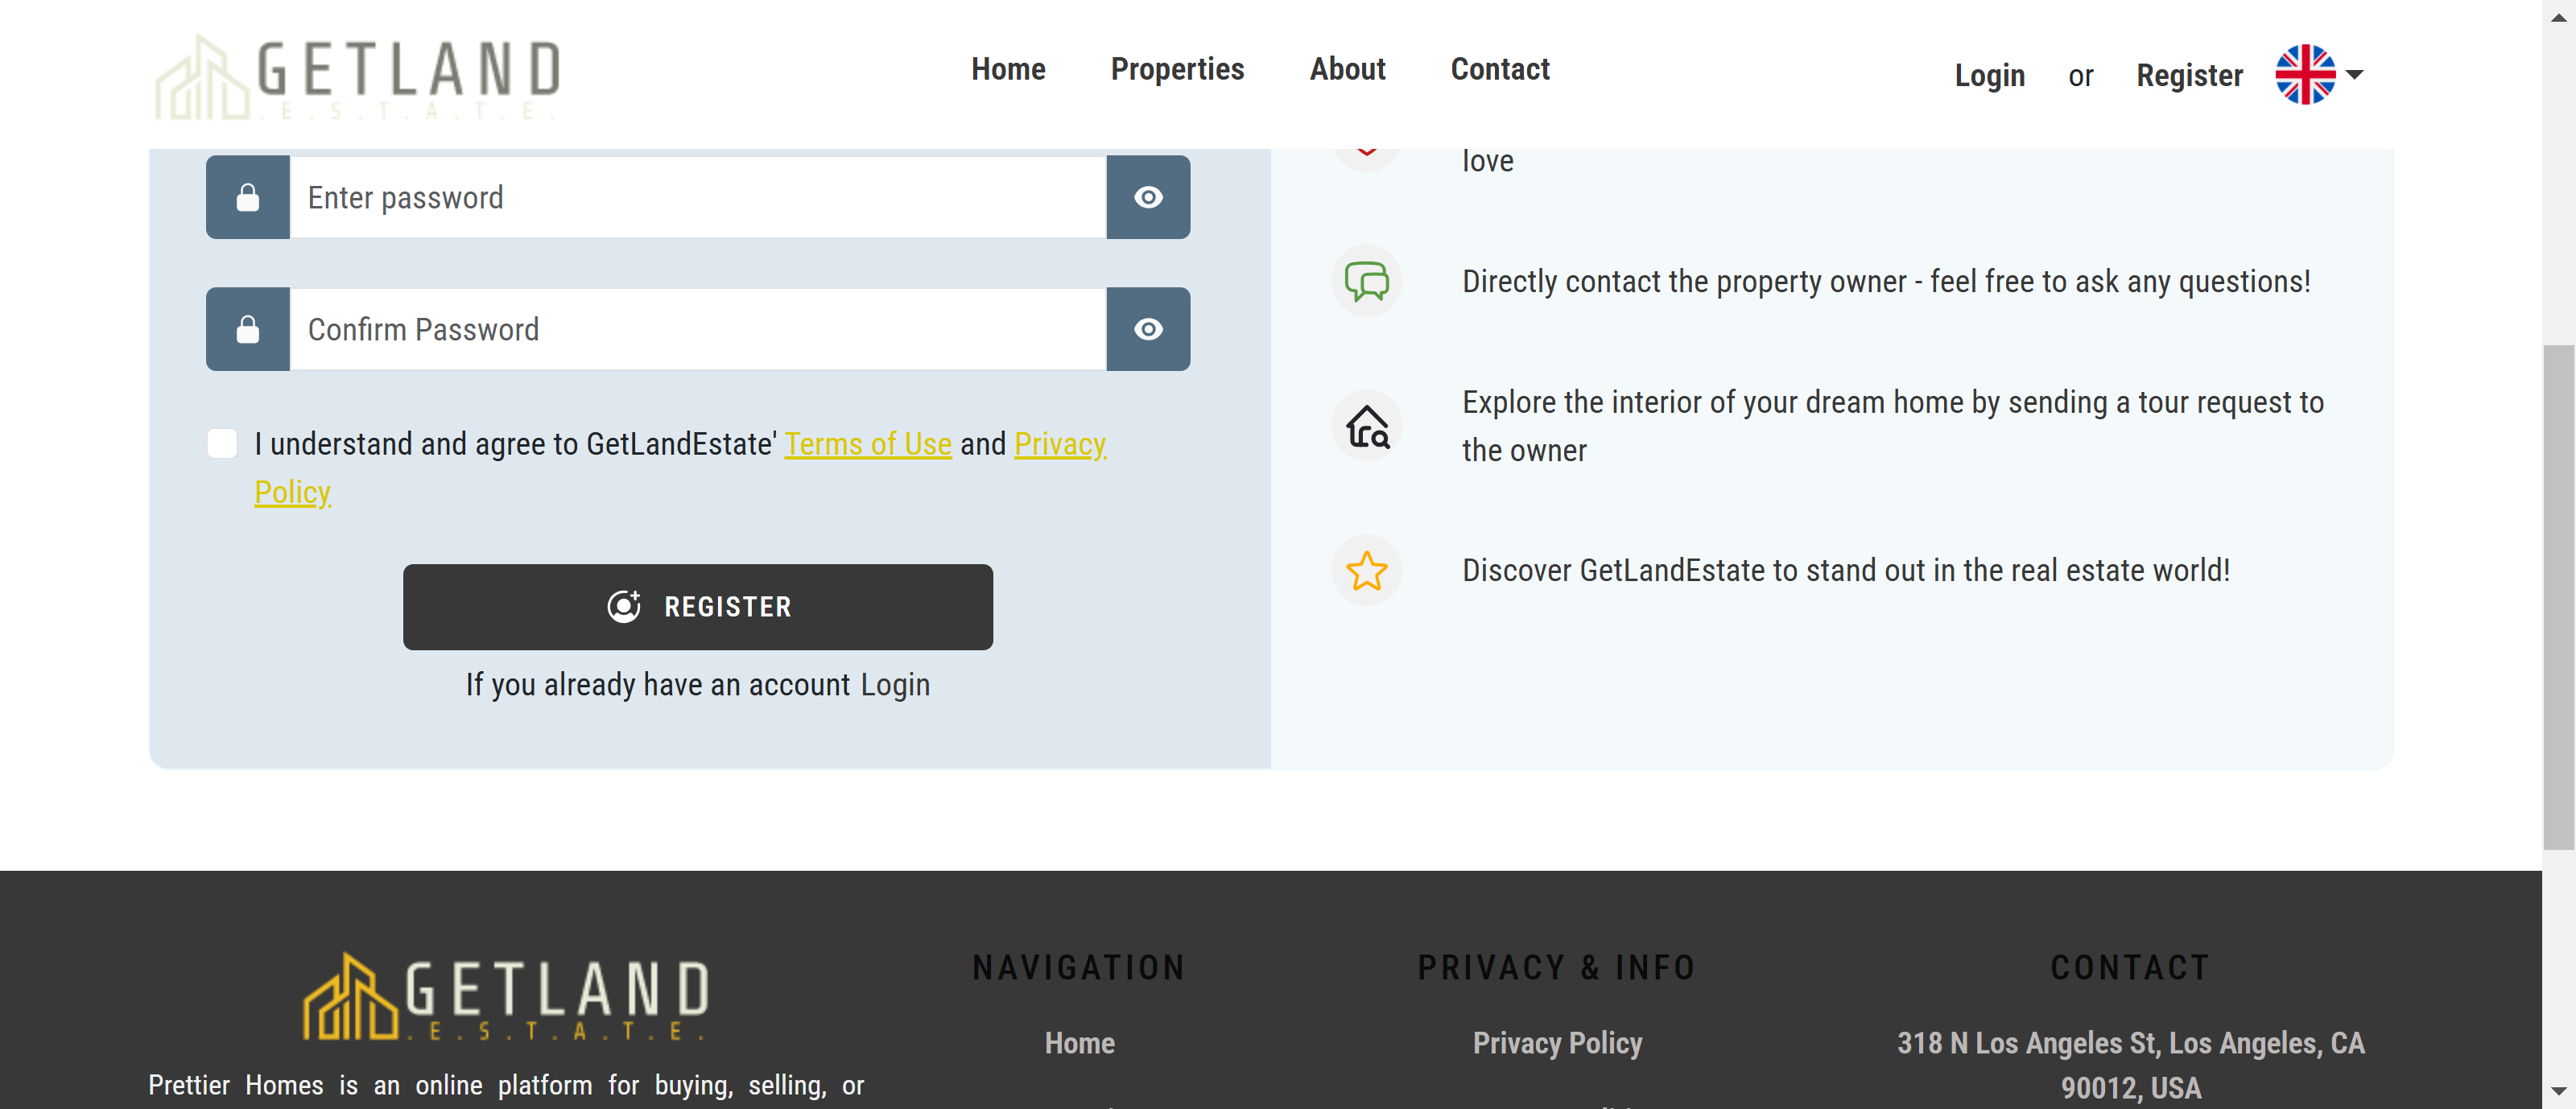 GETLAND
.E.S.T.A.T.E.
Home Properties About Contact
Login or Register
Enter password
Confirm Password
I understand and agree to GetLandEstate' Terms of Use and Privacy
Policy.
REGISTER
If you already have an account Login
love
Directly contact the property owner - feel free to ask any questions!
Explore the interior of your dream home by sending a tour request to
the owner
Discover GetLandEstate to stand out in the real estate world!
GETLAND
.E.S.T.A.T.E.
Prettier Homes is an online platform for buying, selling, or
NAVIGATION
Home
PRIVACY & INFO
Privacy Policy
CONTACT
318 N Los Angeles St, Los Angeles, CA
90012, USA